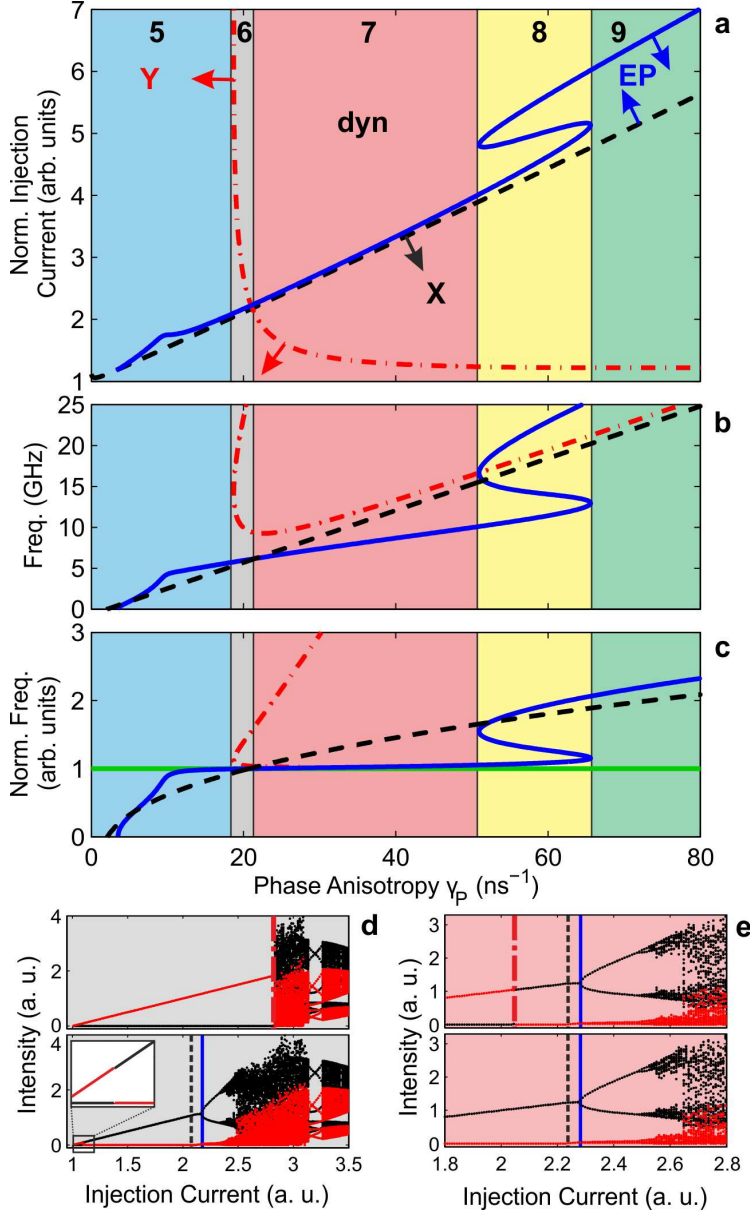 5 6 7 8 9 a
Y
EP
dyn
X
Norm. Injection
Currrent (arb. units)
7
6
5
4
3
2
1
b
Freq. (GHz)
25
20
15
10
5
0
c
Norm. Freq.
(arb. units)
3
2
1
0
0 20 40 60 80
Phase Anisotropy γP (ns⁻¹)
d
Intensity (a. u.)
4
2
0
Intensity (a. u.)
4
2
0
1 1.5 2 2.5 3 3.5
Injection Current (a. u.)
e
Intensity (a. u.)
3
2
1
0
Intensity (a. u.)
3
2
1
0
1.8 2 2.2 2.4 2.6 2.8
Injection Current (a. u.)